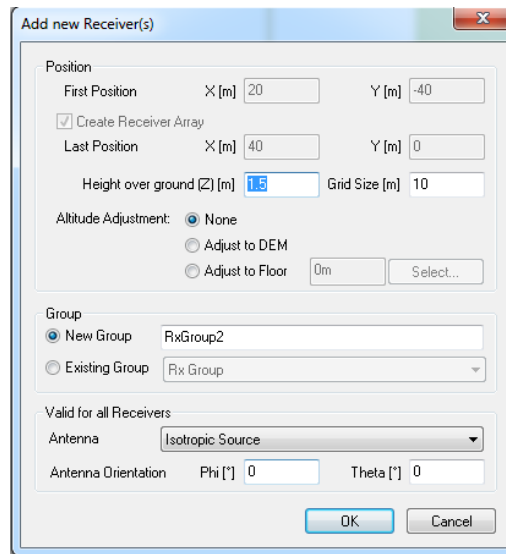 Add new Receiver(s)
Position
First Position X [m] 20 Y [m] -40
Create Receiver Array
Last Position X [m] 40 Y [m] 0
Height over ground (Z) [m] 1.5 Grid Size [m] 10
Altitude Adjustment: None
Adjust to DEM
Adjust to Floor 0m Select...
Group
New Group RxGroup2
Existing Group Rx Group
Valid for all Receivers
Antenna Isotropic Source
Antenna Orientation Phi [°] 0 Theta [°] 0
OK Cancel